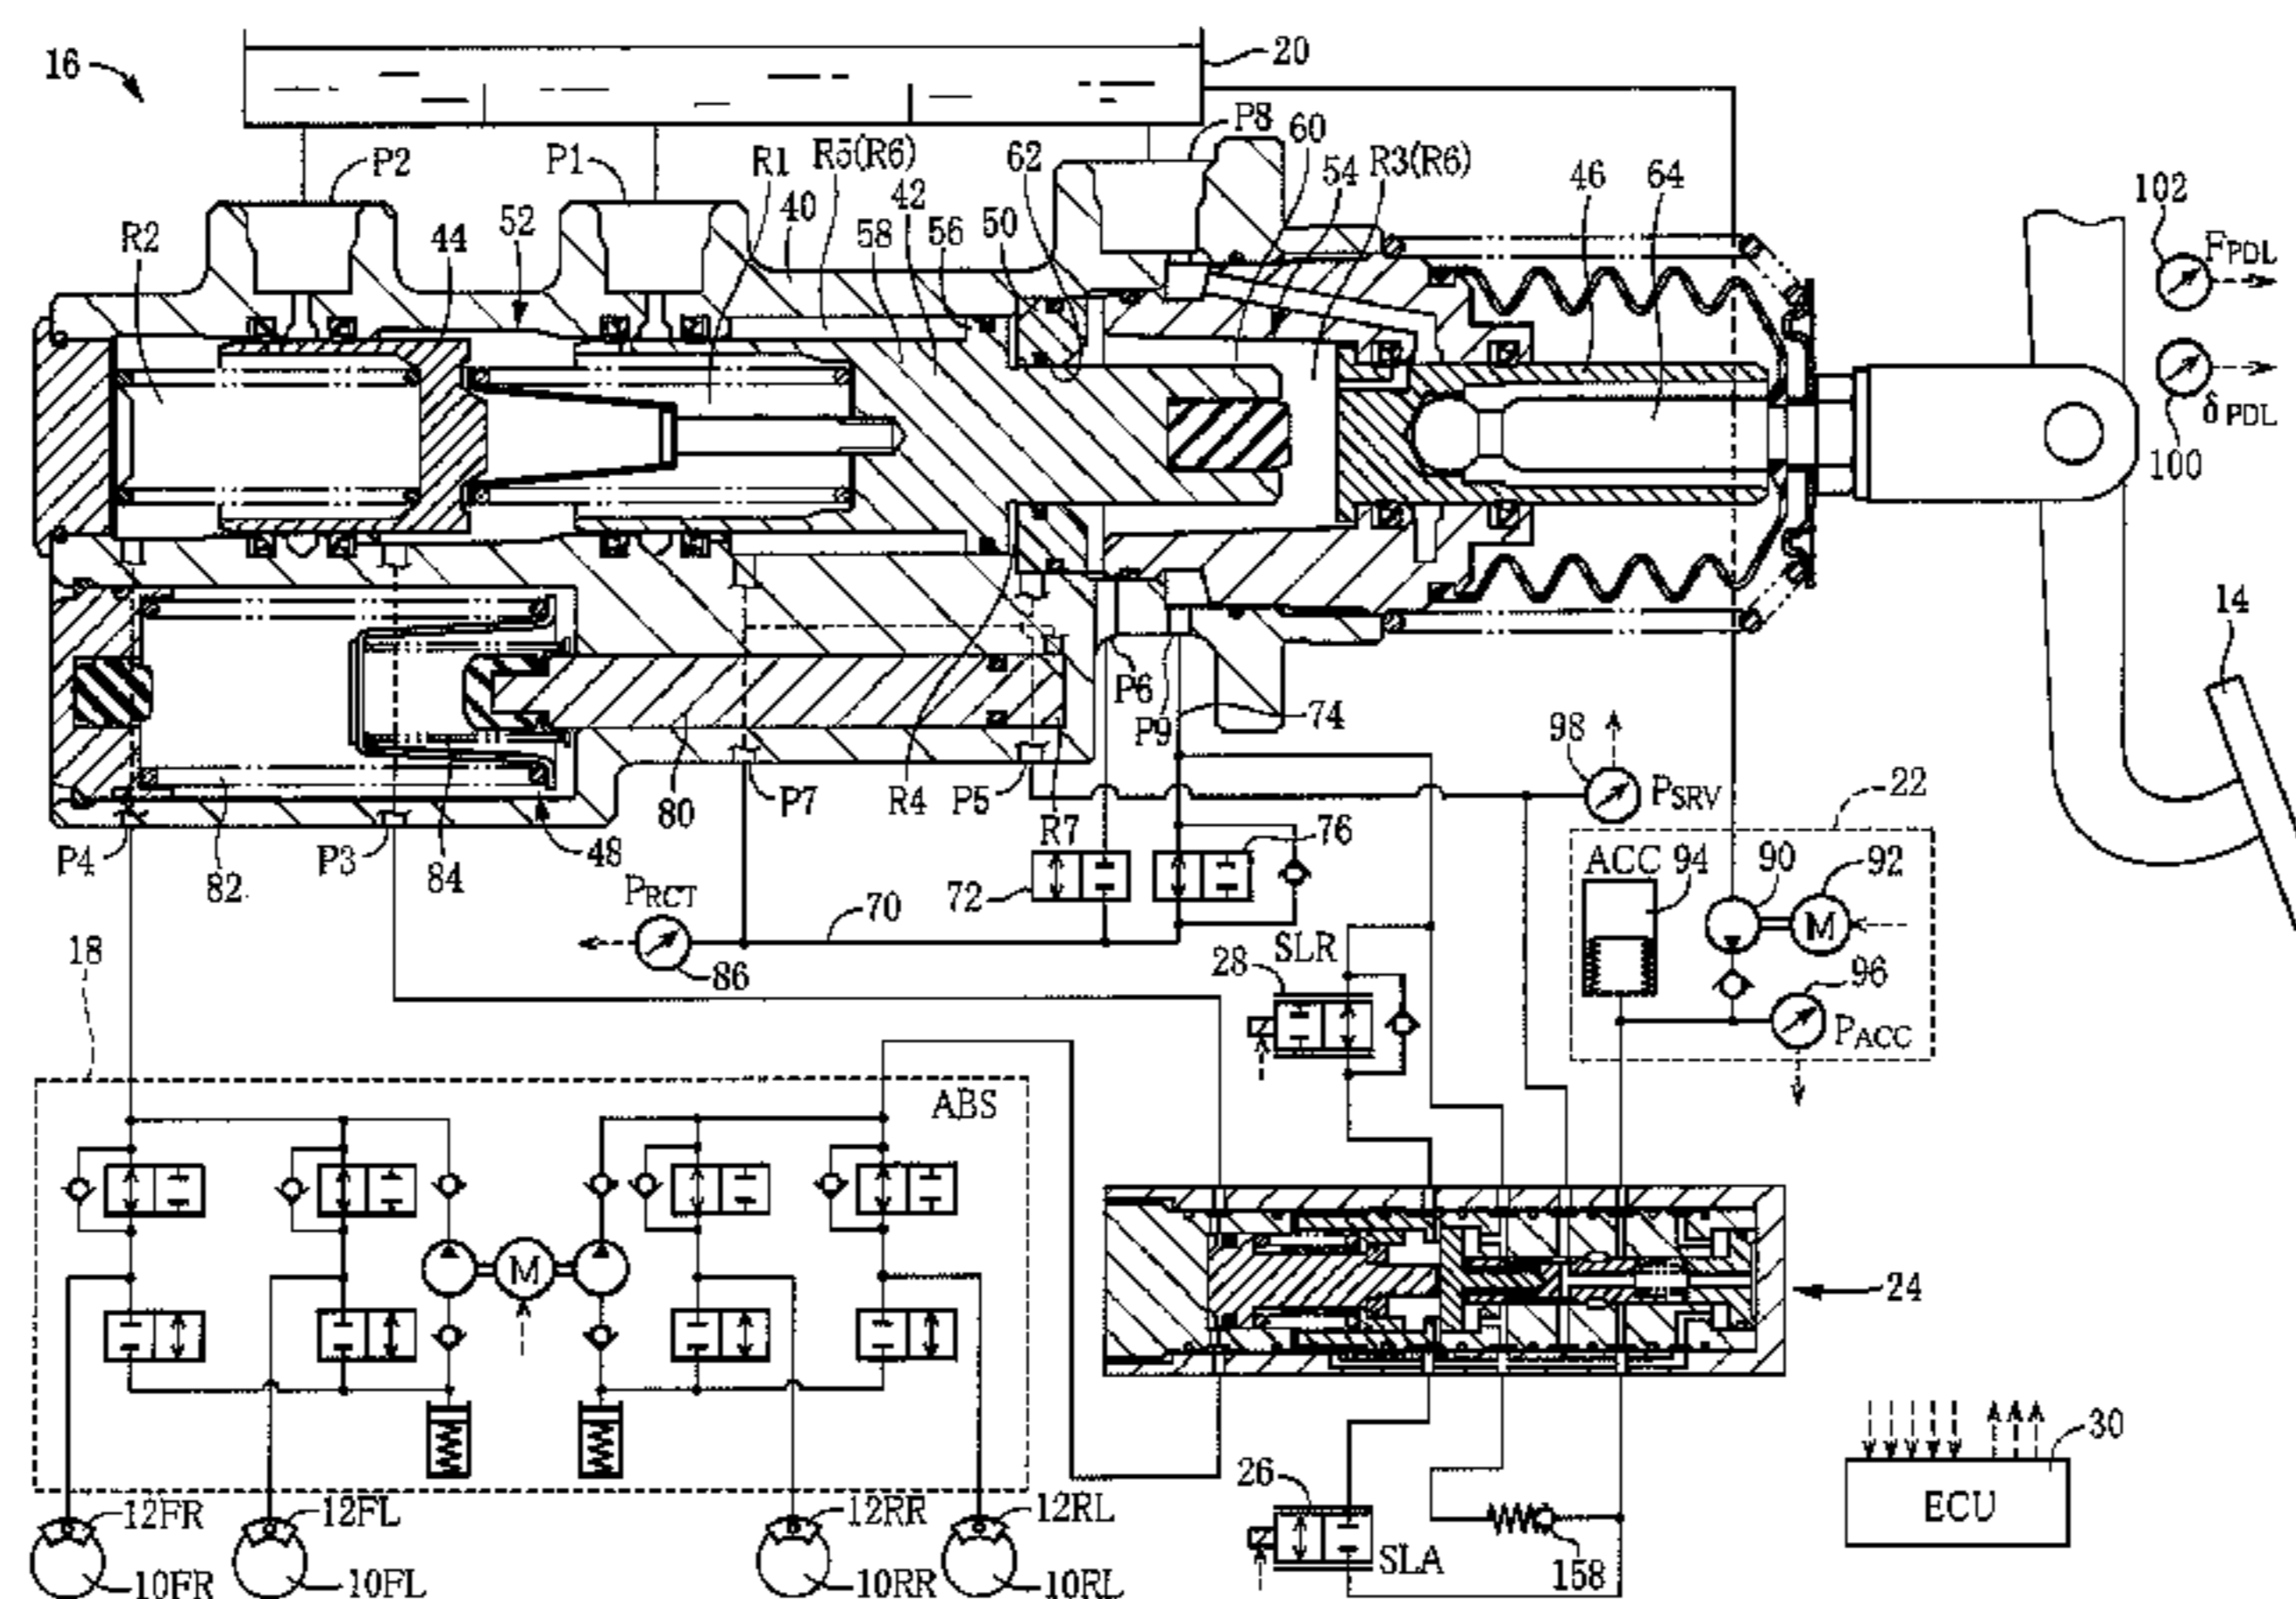 16
20
P2
P1
R1
R5(R6)
P8
60
R2
44
52
40
58
42
56
50
62
54
R3(R6)
46
64
102
FPDL
δPDL
100
14
P6
P9
74
98
PSRV
22
P4
82
P3
84
48
80
P7
R4
P5
R7
76
72
ACC
94
90
92
M
96
PACC
PRCT
70
86
18
SLR
28
ABS
M
24
30
ECU
26
SLA
158
12FR
12FL
12RR
12RL
10FR
10FL
10RR
10RL